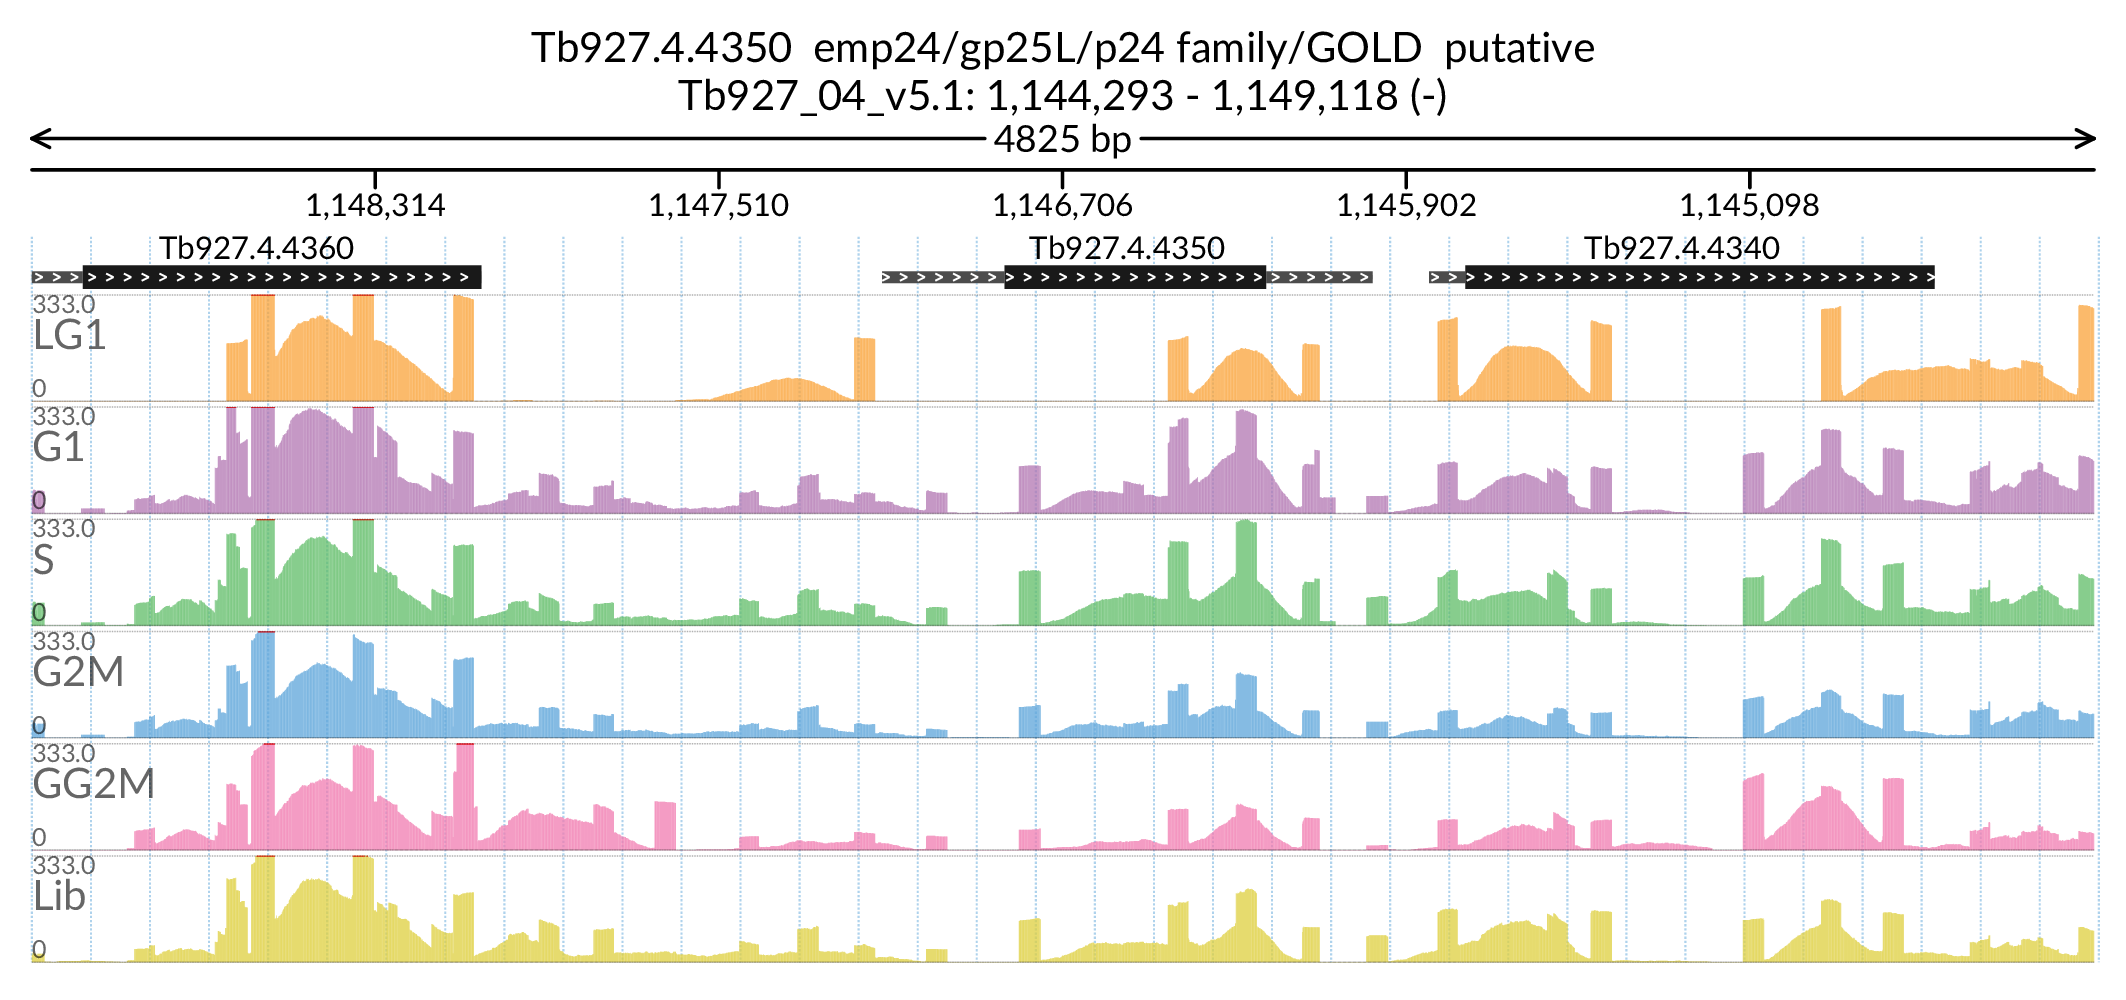 Tb927.4.4350  emp24/gp25L/p24 family/GOLD  putative
Tb927_04_v5.1: 1,144,293 - 1,149,118 (-)
4825 bp
1,148,314 1,147,510 1,146,706 1,145,902 1,145,098
Tb927.4.4360 Tb927.4.4350 Tb927.4.4340
333.0
LG1
0
333.0
G1
0
333.0
S
0
333.0
G2M
0
333.0
GG2M
0
333.0
Lib
0